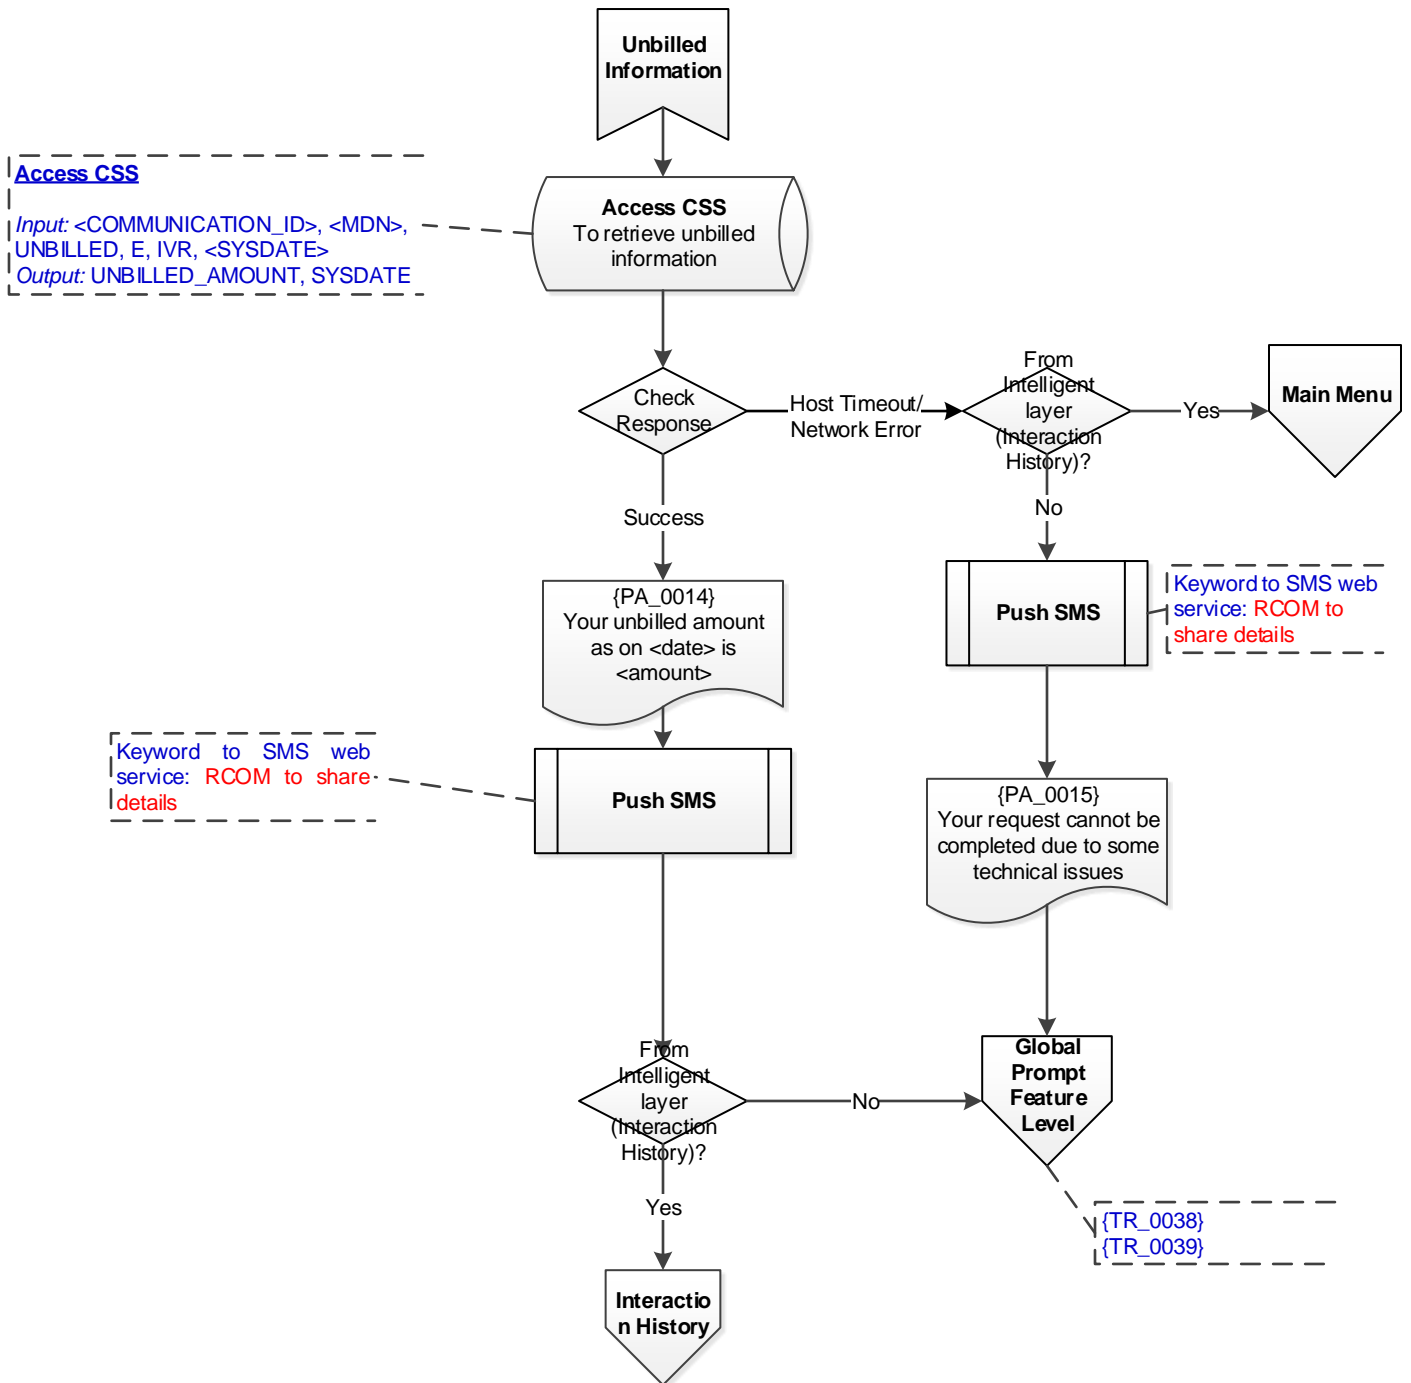 Unbilled
Information
Access CSS
Input: <COMMUNICATION_ID>, <MDN>,
UNBILLED, E, IVR, <SYSDATE>
Output: UNBILLED_AMOUNT, SYSDATE
Access CSS
To retrieve unbilled
information
Check
Response
Host Timeout/
Network Error
From
Intelligent
layer
(Interaction
History)?
Yes
Main Menu
Success
No
{PA_0014}
Your unbilled amount
as on <date> is
<amount>
Push SMS
Keyword to SMS web
service: RCOM to
share details
Keyword to SMS web
service: RCOM to share
details
Push SMS
{PA_0015}
Your request cannot be
completed due to some
technical issues
From
Intelligent
layer
(Interaction
History)?
No
Global
Prompt
Feature
Level
Yes
{TR_0038}
{TR_0039}
Interactio
n History